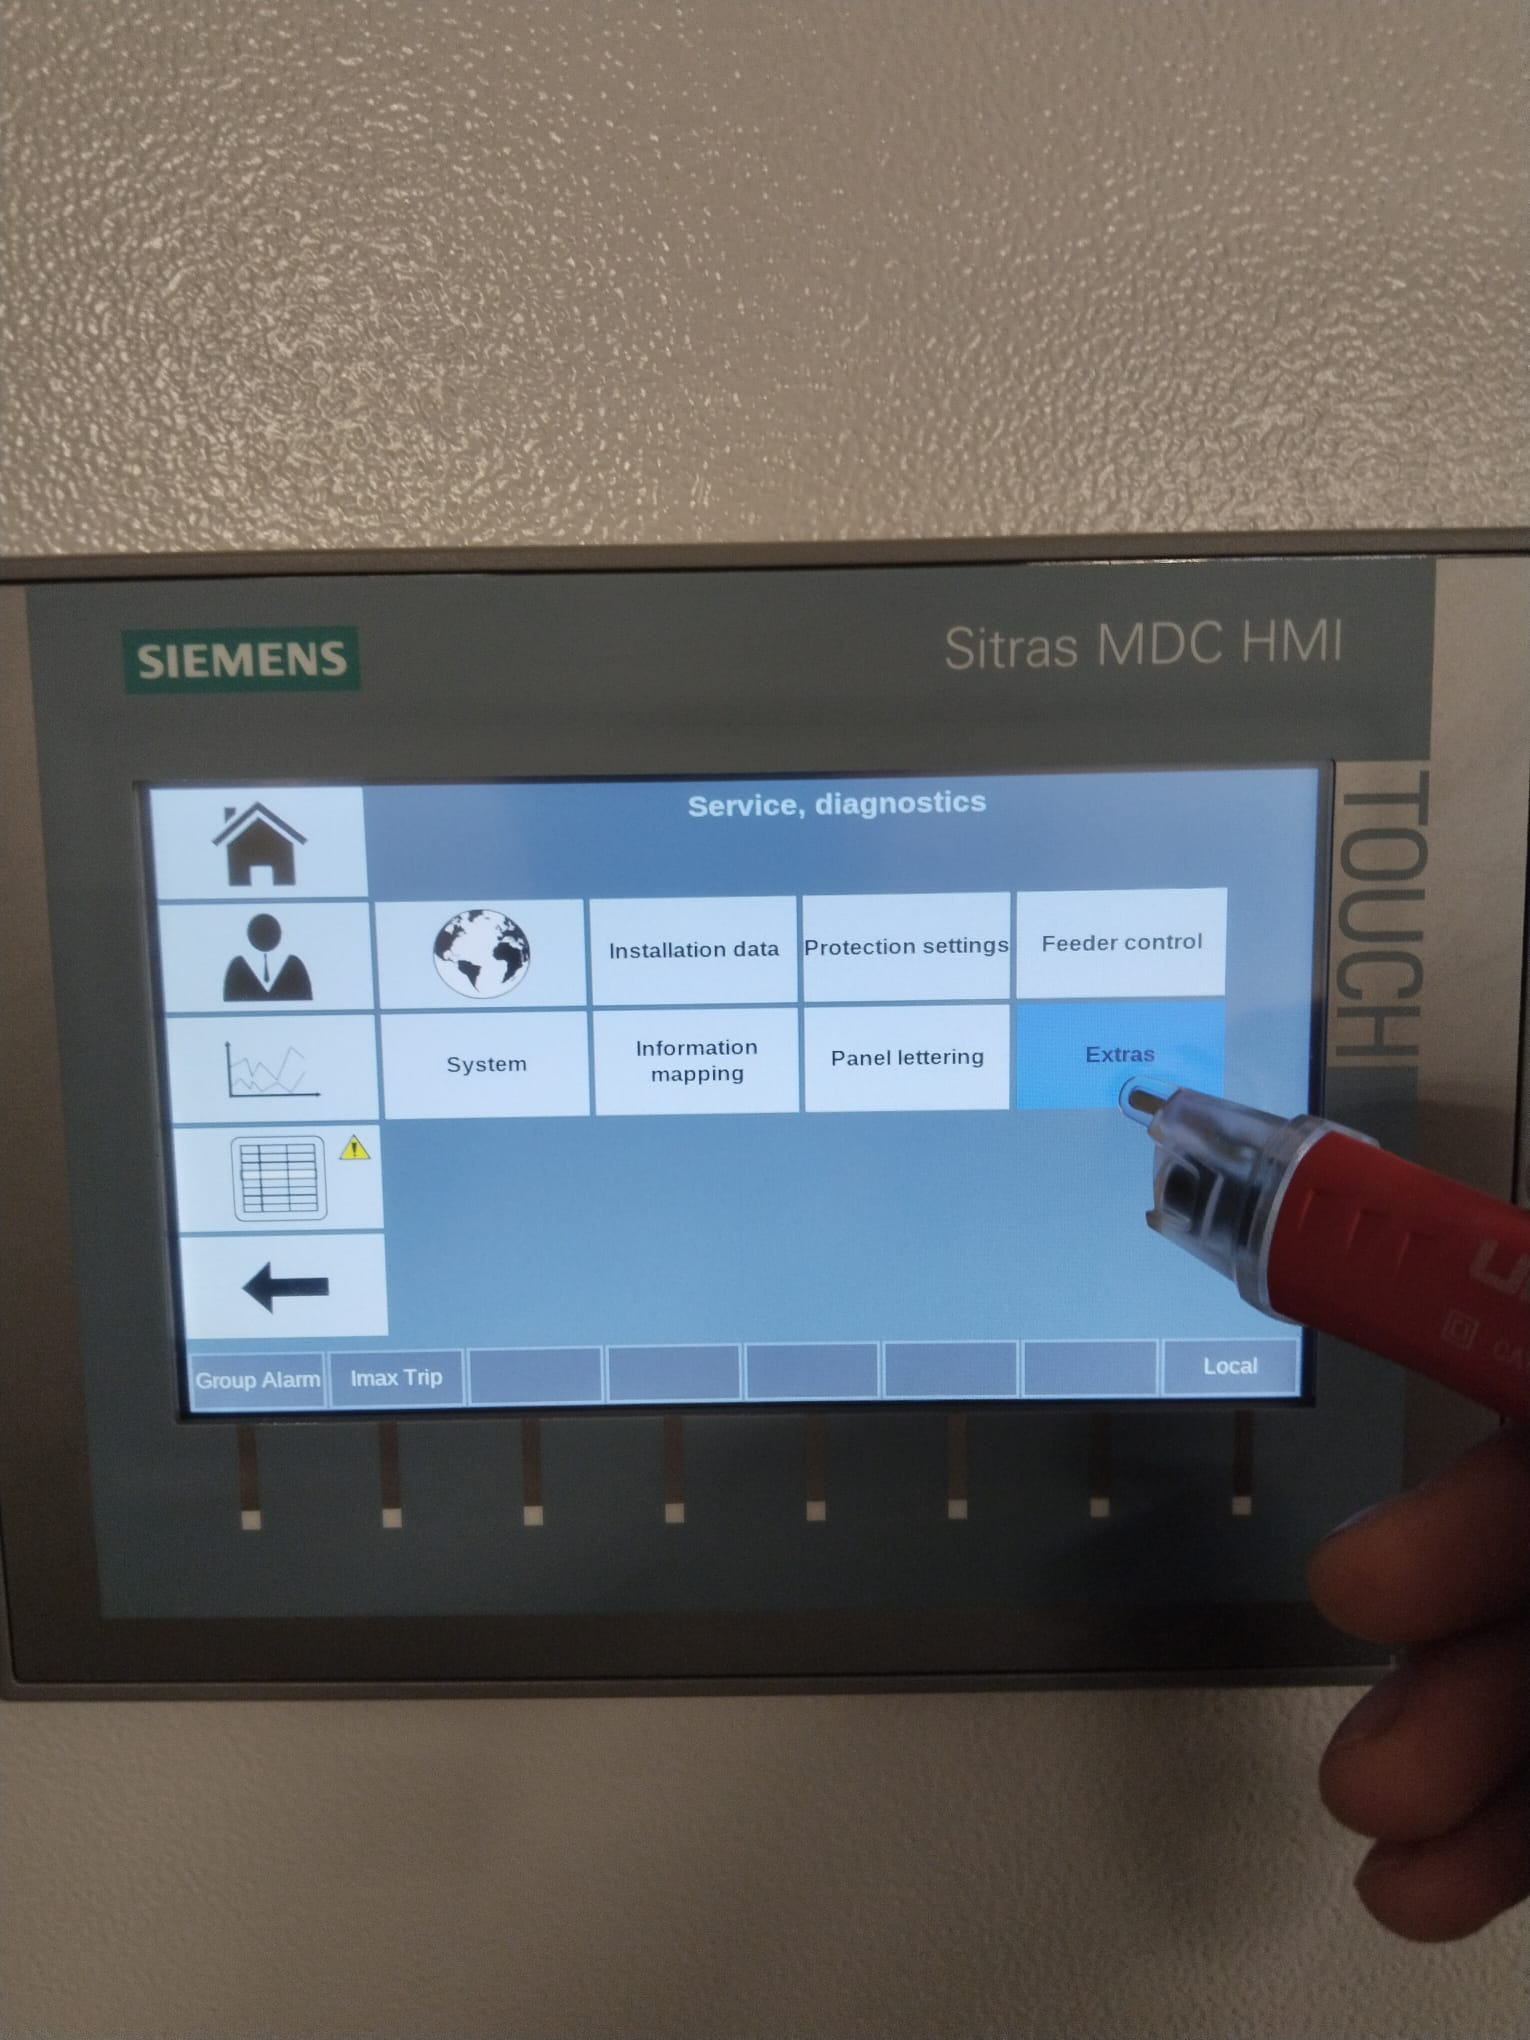 SIEMENS
Sitras MDC HMI
TOUCH
Service, diagnostics
Installation data
Protection settings
Feeder control
System
Information
mapping
Panel lettering
Extras
Group Alarm
Imax Trip
Local